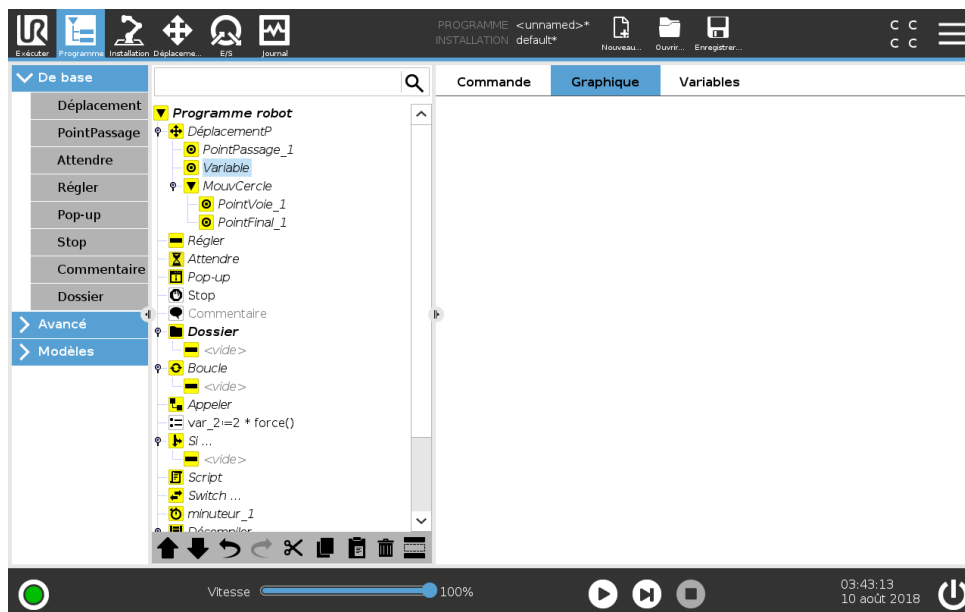 PROGRAMME <unnamed>*
INSTALLATION default*
Exécuter Programme Installation Déplaceme... E/S Journal Nouveau... Ouvrir... Enregistrer...
C C
C C
De base
Déplacement
PointPassage
Attendre
Régler
Pop-up
Stop
Commentaire
Dossier
Avancé
Modèles
Programme robot
DéplacementP
PointPassage_1
Variable
MouvCercle
PointVoie_1
PointFinal_1
Régler
Attendre
Pop-up
Stop
Commentaire
Dossier
<vide>
Boucle
<vide>
Appeler
var_2:=2 * force()
Si ...
<vide>
Script
Switch ...
minuteur_1
Décompiler
Commande Graphique Variables
Vitesse 100%
03:43:13
10 août 2018